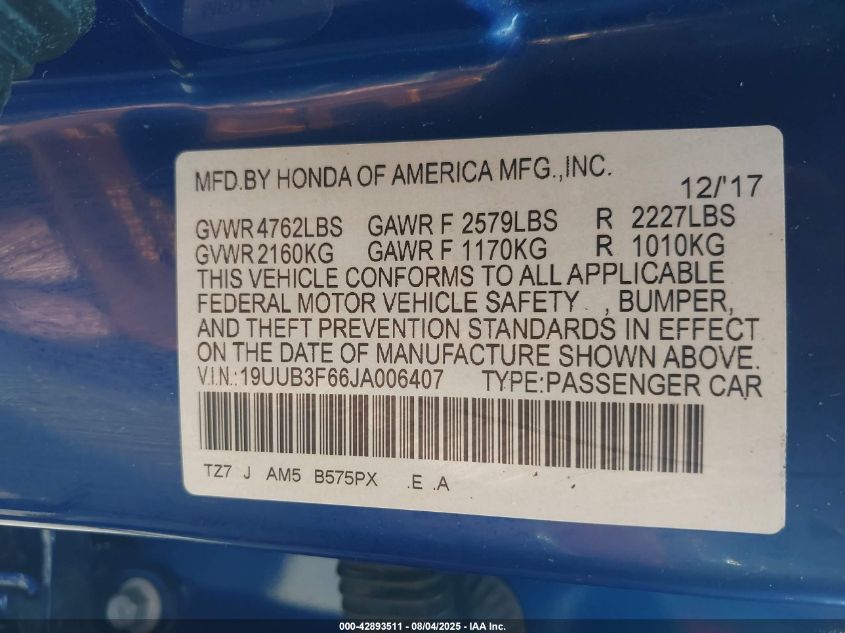 MFD.BY HONDA OF AMERICA MFG.,INC.
12/'17
GVWR 4762LBS GAWR F 2579LBS R 2227LBS
GVWR 2160KG GAWR F 1170KG R 1010KG
THIS VEHICLE CONFORMS TO ALL APPLICABLE
FEDERAL MOTOR VEHICLE SAFETY , BUMPER,
AND THEFT PREVENTION STANDARDS IN EFFECT
ON THE DATE OF MANUFACTURE SHOWN ABOVE.
V.I.N.:19UUB3F66JA006407 TYPE:PASSENGER CAR
TZ7 J AM5 B575PX .E .A
000-42893511 - 08/04/2025 - IAA Inc.